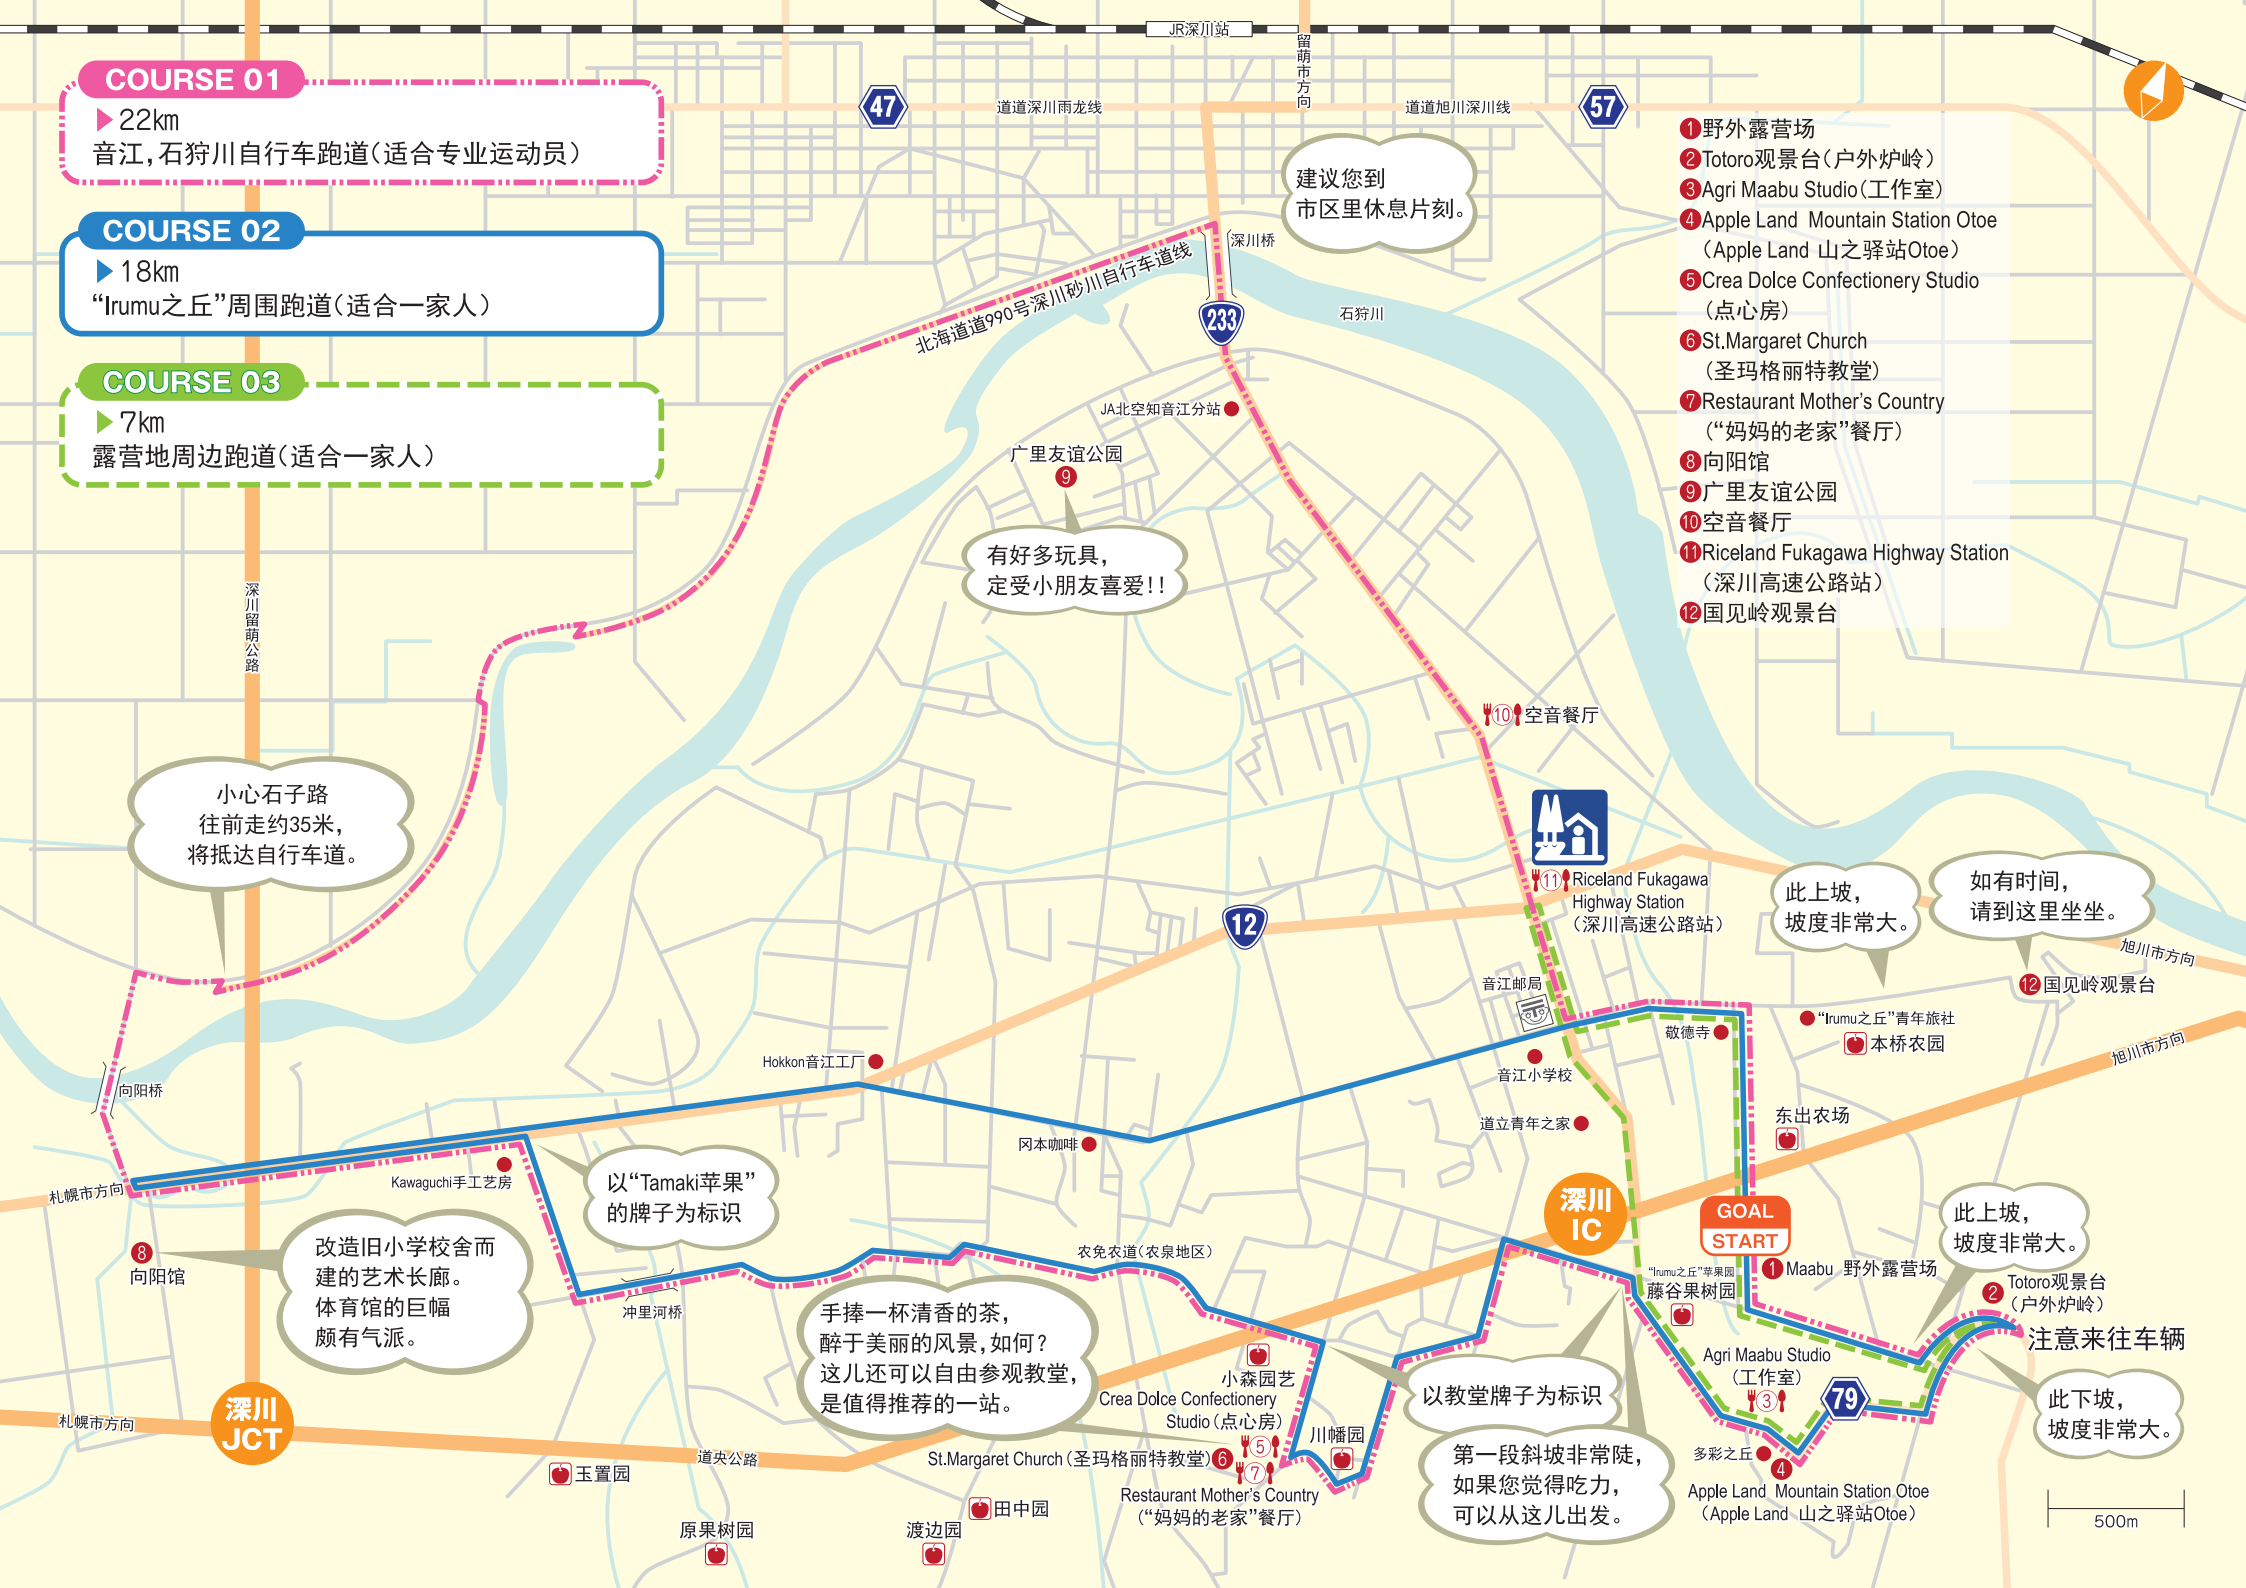 JR深川站
留萌市方向
COURSE 01
22km
音江，石狩川自行车跑道（适合专业运动员）
COURSE 02
18km
“Irumu之丘”周围跑道（适合一家人）
COURSE 03
7km
露营地周边跑道（适合一家人）
47
道道深川雨龙线
道道旭川深川线
57
1野外露营场
2Totoro观景台（户外炉岭）
3Agri Maabu Studio（工作室）
4Apple Land Mountain Station Otoe
（Apple Land 山之驿站Otoe）
5Crea Dolce Confectionery Studio
（点心房）
6St.Margaret Church
（圣玛格丽特教堂）
7Restaurant Mother's Country
（“妈妈的老家”餐厅）
8向阳馆
9广里友谊公园
10空音餐厅
11Riceland Fukagawa Highway Station
（深川高速公路站）
12国见岭观景台
建议您到
市区里休息片刻。
深川桥
北海道道990号深川砂川自行车道线
233
石狩川
JA北空知音江分站
广里友谊公园
9
有好多玩具，
定受小朋友喜爱！！
深川留萌公路
10 空音餐厅
小心石子路
往前走约35米，
将抵达自行车道。
11 Riceland Fukagawa
Highway Station
（深川高速公路站）
此上坡，
坡度非常大。
如有时间，
请到这里坐坐。
12
旭川市方向
12国见岭观景台
音江邮局
“Irumu之丘”青年旅社
敬德寺
本桥农园
旭川市方向
Hokkon音江工厂
音江小学校
向阳桥
东出农场
道立青年之家
冈本咖啡
Kawaguchi手工艺房
札幌市方向
以“Tamaki苹果”
的牌子为标识
深川
IC
GOAL
START
此上坡，
坡度非常大。
8
向阳馆
改造旧小学校舍而
建的艺术长廊。
体育馆的巨幅
颇有气派。
农免农道（农泉地区）
冲里河桥
“Irumu之丘”苹果园
藤谷果树园
1 Maabu 野外露营场
2 Totoro观景台
（户外炉岭）
注意来往车辆
手捧一杯清香的茶，
醉于美丽的风景，如何？
这儿还可以自由参观教堂，
是值得推荐的一站。
小森园艺
Crea Dolce Confectionery
Studio（点心房）
5
St.Margaret Church（圣玛格丽特教堂）6
7
Restaurant Mother's Country
（“妈妈的老家”餐厅）
川幡园
以教堂牌子为标识
第一段斜坡非常陡，
如果您觉得吃力，
可以从这儿出发。
Agri Maabu Studio
（工作室）
3
79
此下坡，
坡度非常大。
多彩之丘
4
Apple Land Mountain Station Otoe
（Apple Land 山之驿站Otoe）
札幌市方向
深川
JCT
道央公路
玉置园
田中园
原果树园
渡边园
500m